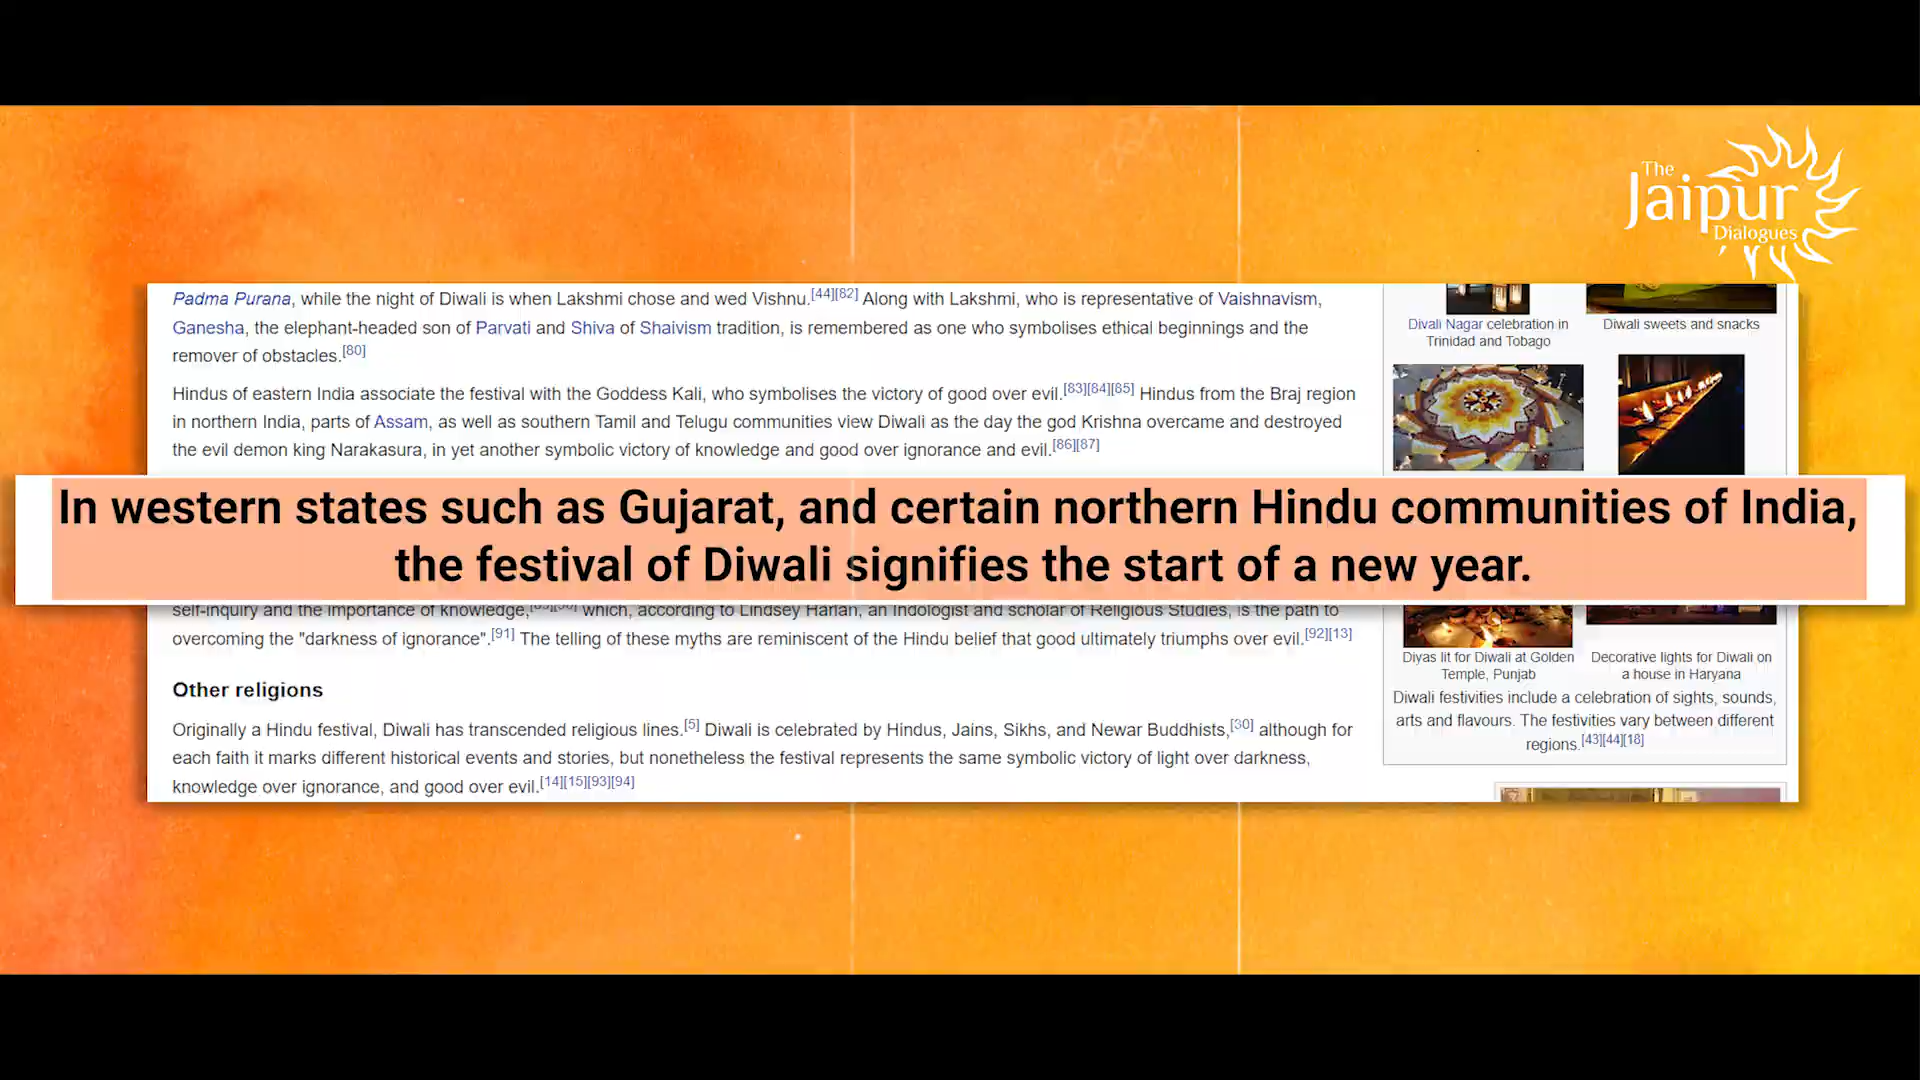 The
Jaipur
Dialogues
Padma Purana, while the night of Diwali is when Lakshmi chose and wed Vishnu.[44][82] Along with Lakshmi, who is representative of Vaishnavism,
Ganesha, the elephant-headed son of Parvati and Shiva of Shaivism tradition, is remembered as one who symbolises ethical beginnings and the
remover of obstacles.[80]
Hindus of eastern India associate the festival with the Goddess Kali, who symbolises the victory of good over evil.[83][84][85] Hindus from the Braj region
in northern India, parts of Assam, as well as southern Tamil and Telugu communities view Diwali as the day the god Krishna overcame and destroyed
the evil demon king Narakasura, in yet another symbolic victory of knowledge and good over ignorance and evil.[86][87]
In western states such as Gujarat, and certain northern Hindu communities of India,
the festival of Diwali signifies the start of a new year.
self-inquiry and the importance of knowledge, which, according to Lindsey Harlan, an Indologist and scholar of Religious Studies, is the path to
overcoming the "darkness of ignorance".[91] The telling of these myths are reminiscent of the Hindu belief that good ultimately triumphs over evil.[92][13]
Other religions
Originally a Hindu festival, Diwali has transcended religious lines.[5] Diwali is celebrated by Hindus, Jains, Sikhs, and Newar Buddhists,[30] although for
each faith it marks different historical events and stories, but nonetheless the festival represents the same symbolic victory of light over darkness,
knowledge over ignorance, and good over evil.[14][15][93][94]
Divali Nagar celebration in
Trinidad and Tobago
Diwali sweets and snacks
Diyas lit for Diwali at Golden
Temple, Punjab
Decorative lights for Diwali on
a house in Haryana
Diwali festivities include a celebration of sights, sounds,
arts and flavours. The festivities vary between different
regions.[43][44][18]